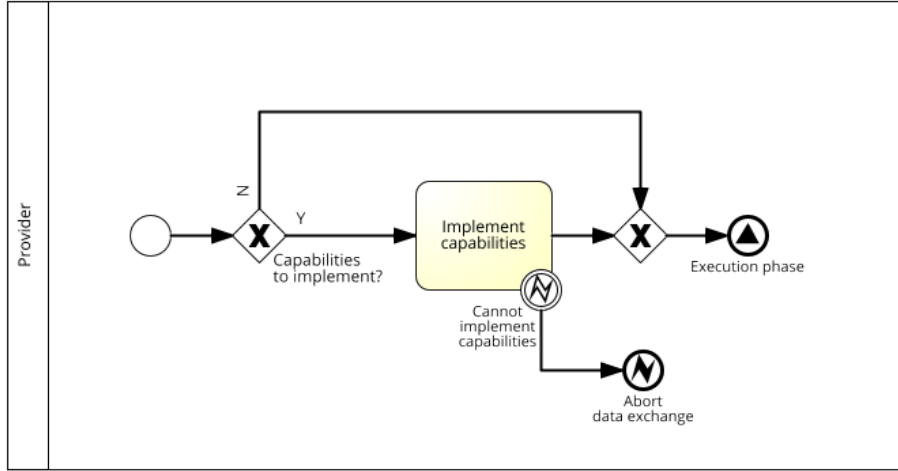 Provider
N
Y
Capabilities
to implement?
Implement
capabilities
Cannot
implement
capabilities
Execution phase
Abort
data exchange